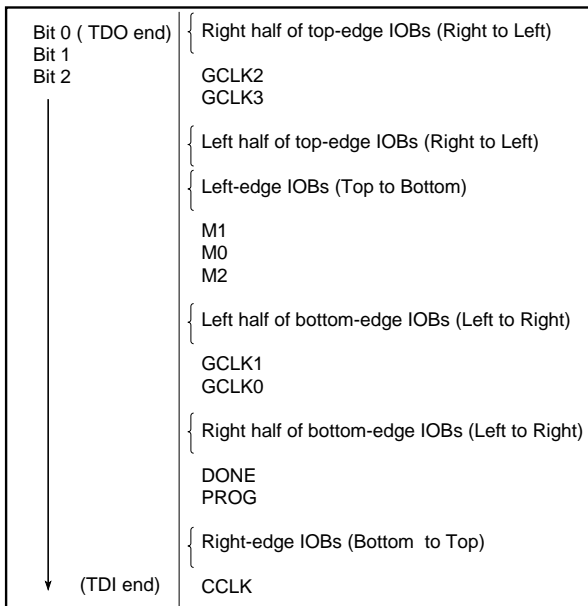 Bit 0 ( TDO end)
Bit 1
Bit 2
(TDI end)
Right half of top-edge IOBs (Right to Left)
GCLK2
GCLK3
Left half of top-edge IOBs (Right to Left)
Left-edge IOBs (Top to Bottom)
M1
M0
M2
Left half of bottom-edge IOBs (Left to Right)
GCLK1
GCLK0
Right half of bottom-edge IOBs (Left to Right)
DONE
PROG
Right-edge IOBs (Bottom to Top)
CCLK